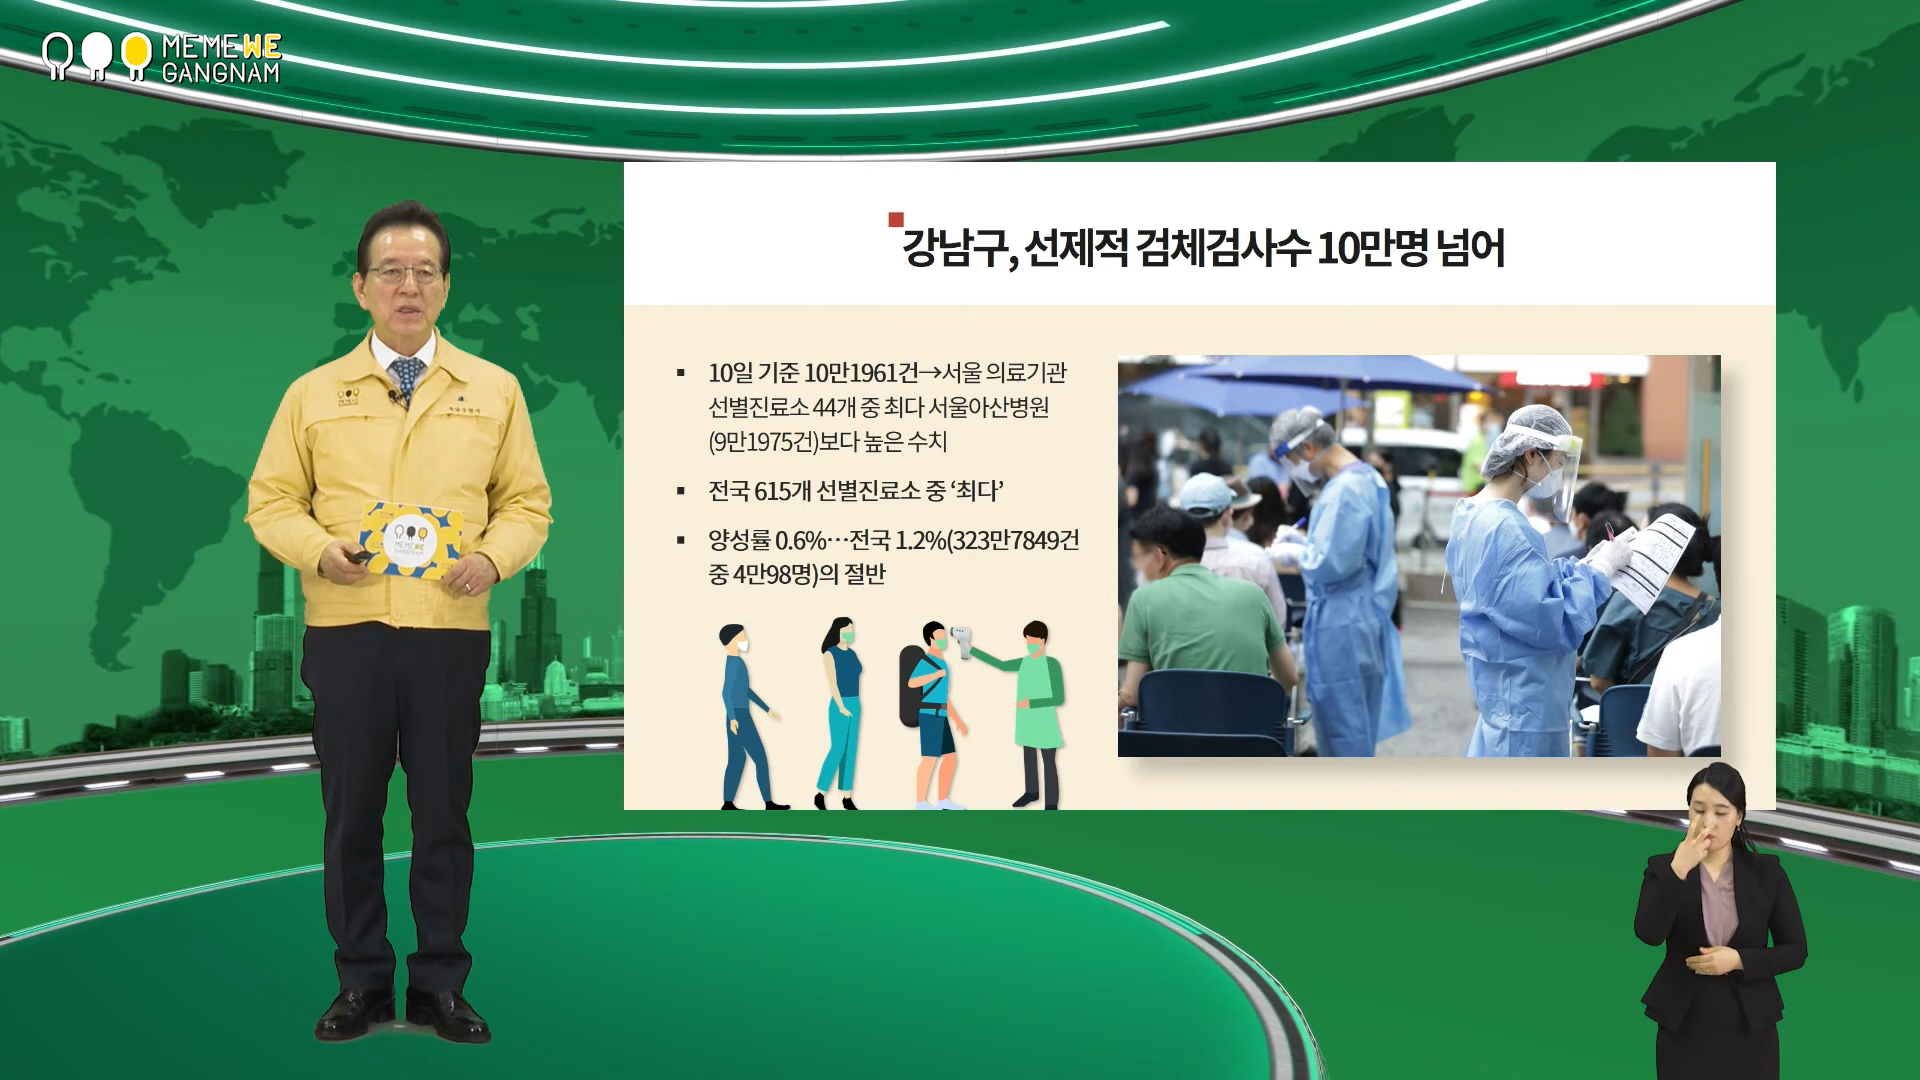 MEMEWE
GANGNAM
강남구, 선제적 검체검사수 10만명 넘어
▪ 10일 기준 10만1961건→서울 의료기관
선별진료소 44개 중 최다 서울아산병원
(9만1975건)보다 높은 수치
▪ 전국 615개 선별진료소 중 ‘최다’
▪ 양성률 0.6%…전국 1.2%(323만7849건
중 4만98명)의 절반
MEMEWE
GANGNAM